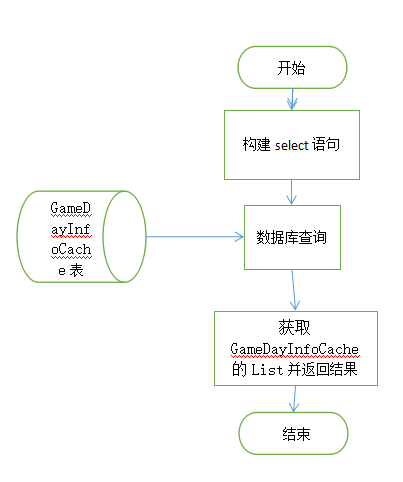 开始
构建 select 语句
GameD
ayInf
oCach
e 表
数据库查询
获取
GameDayInfoCache
的 List 并返回结果
结束